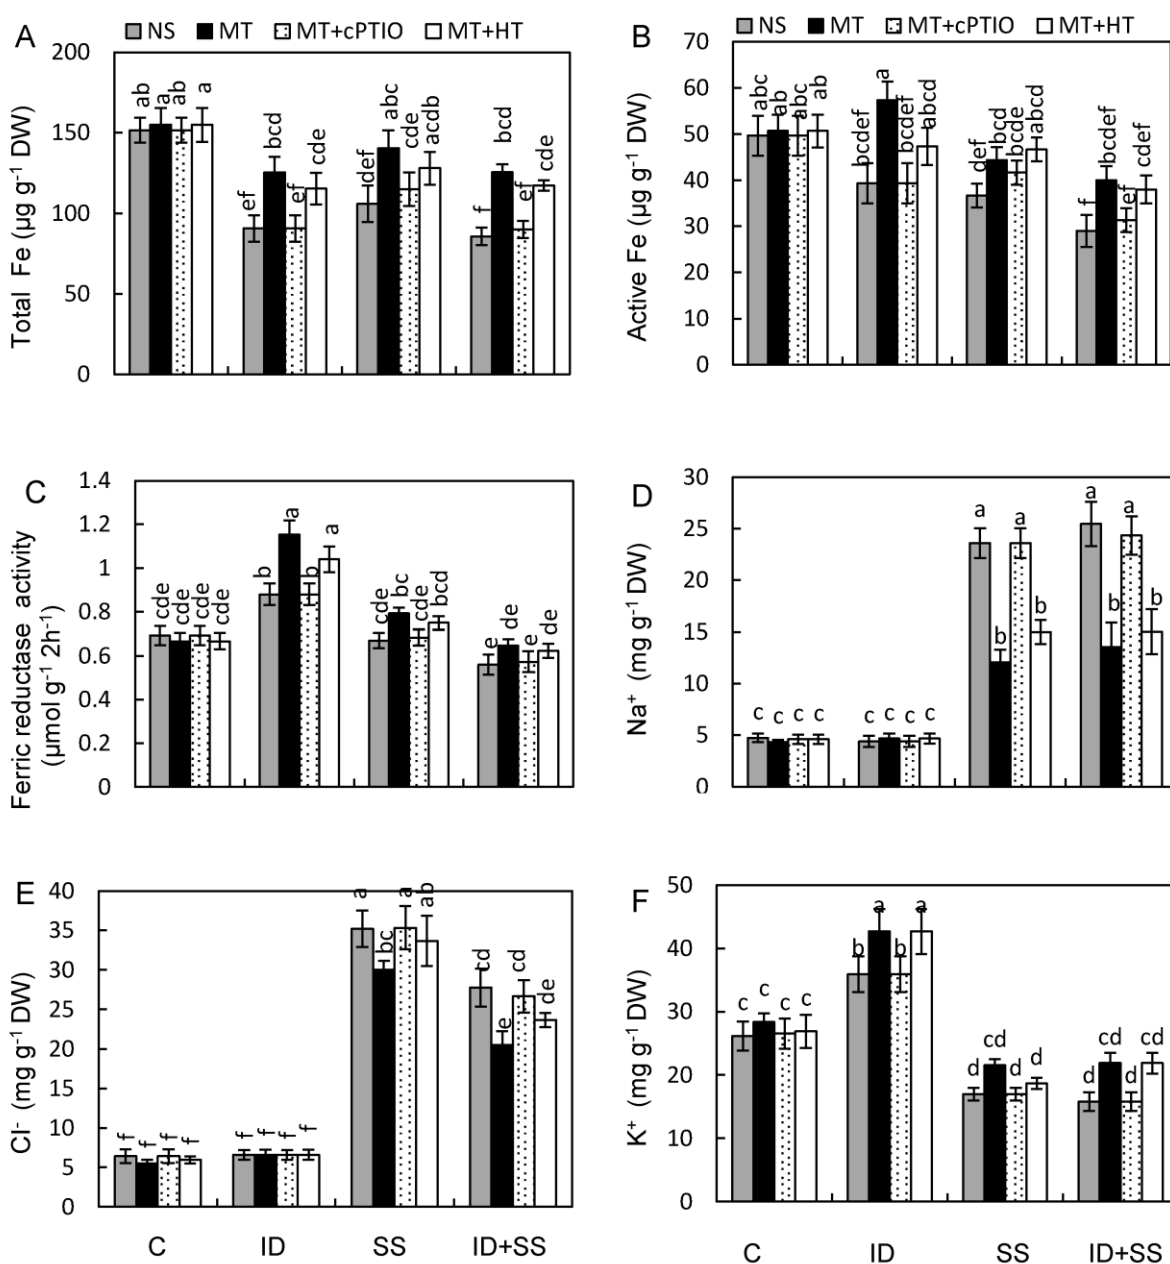 A
NS MT MT+cPTIO MT+HT
Total Fe (µg g⁻¹ DW)
200
150
100
50
0
ab a ab a
ef bcd ef cde
def abc cde acdb
f bcd ef cde
B
NS MT MT+cPTIO MT+HT
Active Fe (µg g⁻¹ DW)
70
60
50
40
30
20
10
0
abc ab abc ab
bcdef a bcdef abcd
def bcd bcde abcd
f bcdef ef cdef
C
Ferric reductase activity
(µmol g⁻¹ 2h⁻¹)
1.4
1.2
1
0.8
0.6
0.4
0.2
0
cde cde cde cde
b a b a
cde bc cde bcd
e de e de
D
Na⁺ (mg g⁻¹ DW)
30
25
20
15
10
5
0
c c c c
c c c c
a b a b
a b a b
E
Cl⁻ (mg g⁻¹ DW)
40
35
30
25
20
15
10
5
0
f f f f
f f f f
a bc a ab
cd e cd de
C ID SS ID+SS
F
K⁺ (mg g⁻¹ DW)
50
40
30
20
10
0
c c c c
b a b a
d cd d d
d cd d cd
C ID SS ID+SS